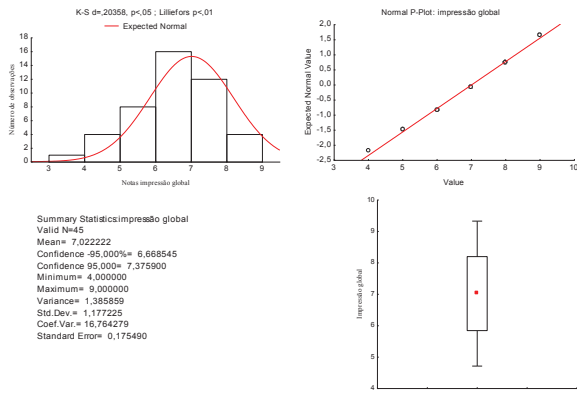 K-S d=,20358, p<,05 ; Lilliefors p<,01
Expected Normal
Número de observações
18
16
14
12
10
8
6
4
2
0
3 4 5 6 7 8 9
Notas impressão global
Normal P-Plot: impressão global
Expected Normal Value
2,0
1,5
1,0
0,5
0,0
-0,5
-1,0
-1,5
-2,0
-2,5
3 4 5 6 7 8 9 10
Value
Summary Statistics:impressão global
Valid N=45
Mean= 7,022222
Confidence -95,000%= 6,668545
Confidence 95,000= 7,375900
Minimum= 4,000000
Maximum= 9,000000
Variance= 1,385859
Std.Dev.= 1,177225
Coef.Var.= 16,764279
Standard Error= 0,175490
Impressão global
10
9
8
7
6
5
4